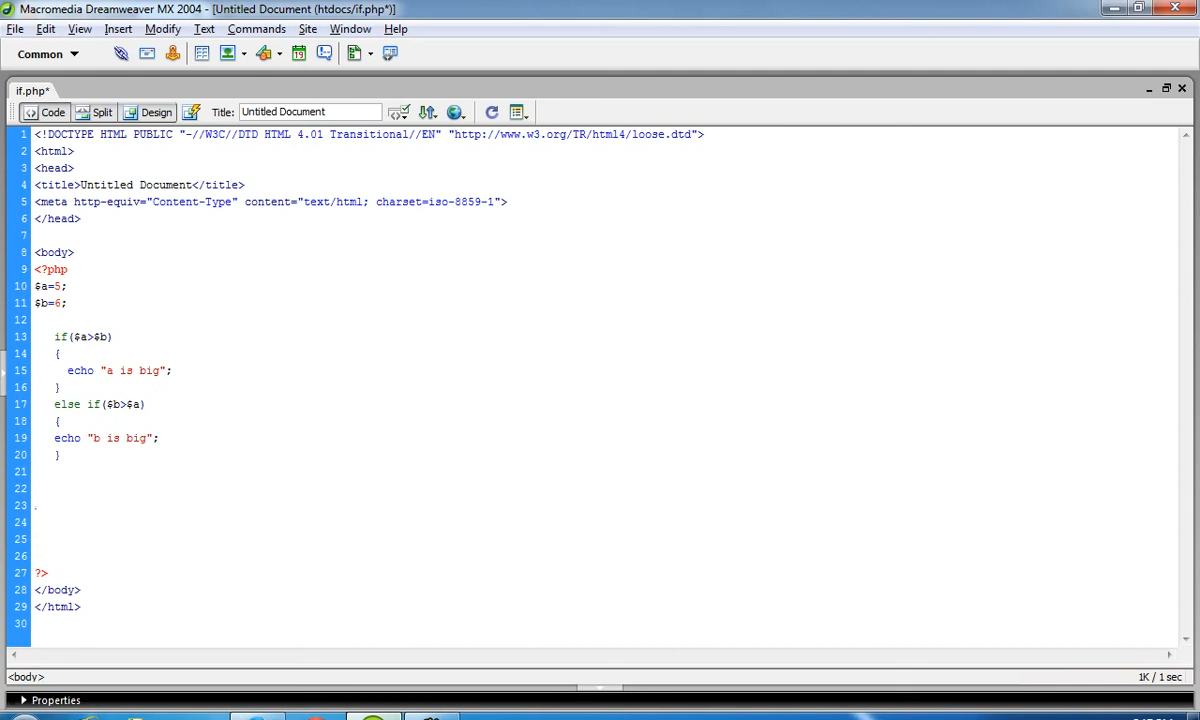 Macromedia Dreamweaver MX 2004 - [Untitled Document (htdocs/if.php*)]
File Edit View Insert Modify Text Commands Site Window Help
Common
if.php*
Code Split Design Title: Untitled Document
1 <!DOCTYPE HTML PUBLIC "-//W3C//DTD HTML 4.01 Transitional//EN" "http://www.w3.org/TR/html4/loose.dtd">
2 <html>
3 <head>
4 <title>Untitled Document</title>
5 <meta http-equiv="Content-Type" content="text/html; charset=iso-8859-1">
6 </head>
7
8 <body>
9 <?php
10 $a=5;
11 $b=6;
12
13 if($a>$b)
14 {
15 echo "a is big";
16 }
17 else if($b>$a)
18 {
19 echo "b is big";
20 }
21
22
23
24
25
26
27 ?>
28 </body>
29 </html>
30
<body> 1K / 1 sec
Properties